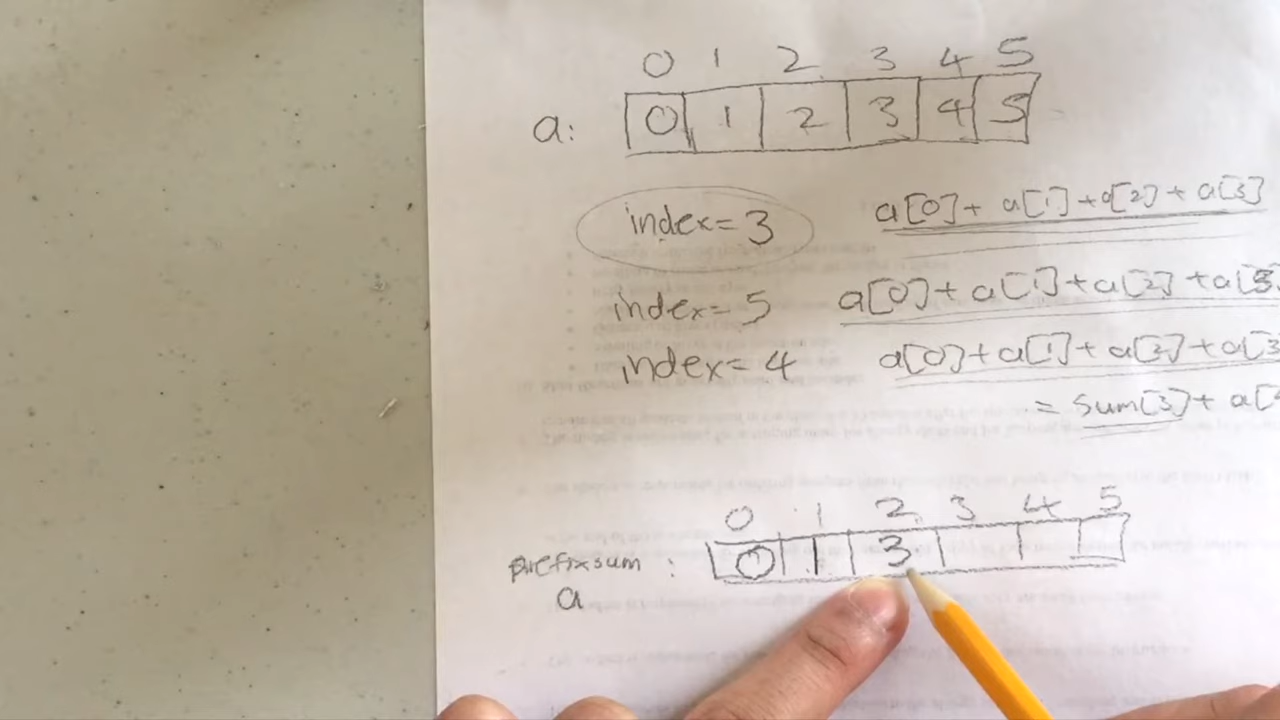 0 1 2 3 4 5
a: 0 1 2 3 4 5
index=3 a[0]+a[1]+a[2]+a[3]
index=5 a[0]+a[1]+a[2]+a[3
index=4 a[0]+a[1]+a[2]+a[3
= sum[3]+a[4
0 1 2 3 4 5
prefixsum : 0 1 3
a